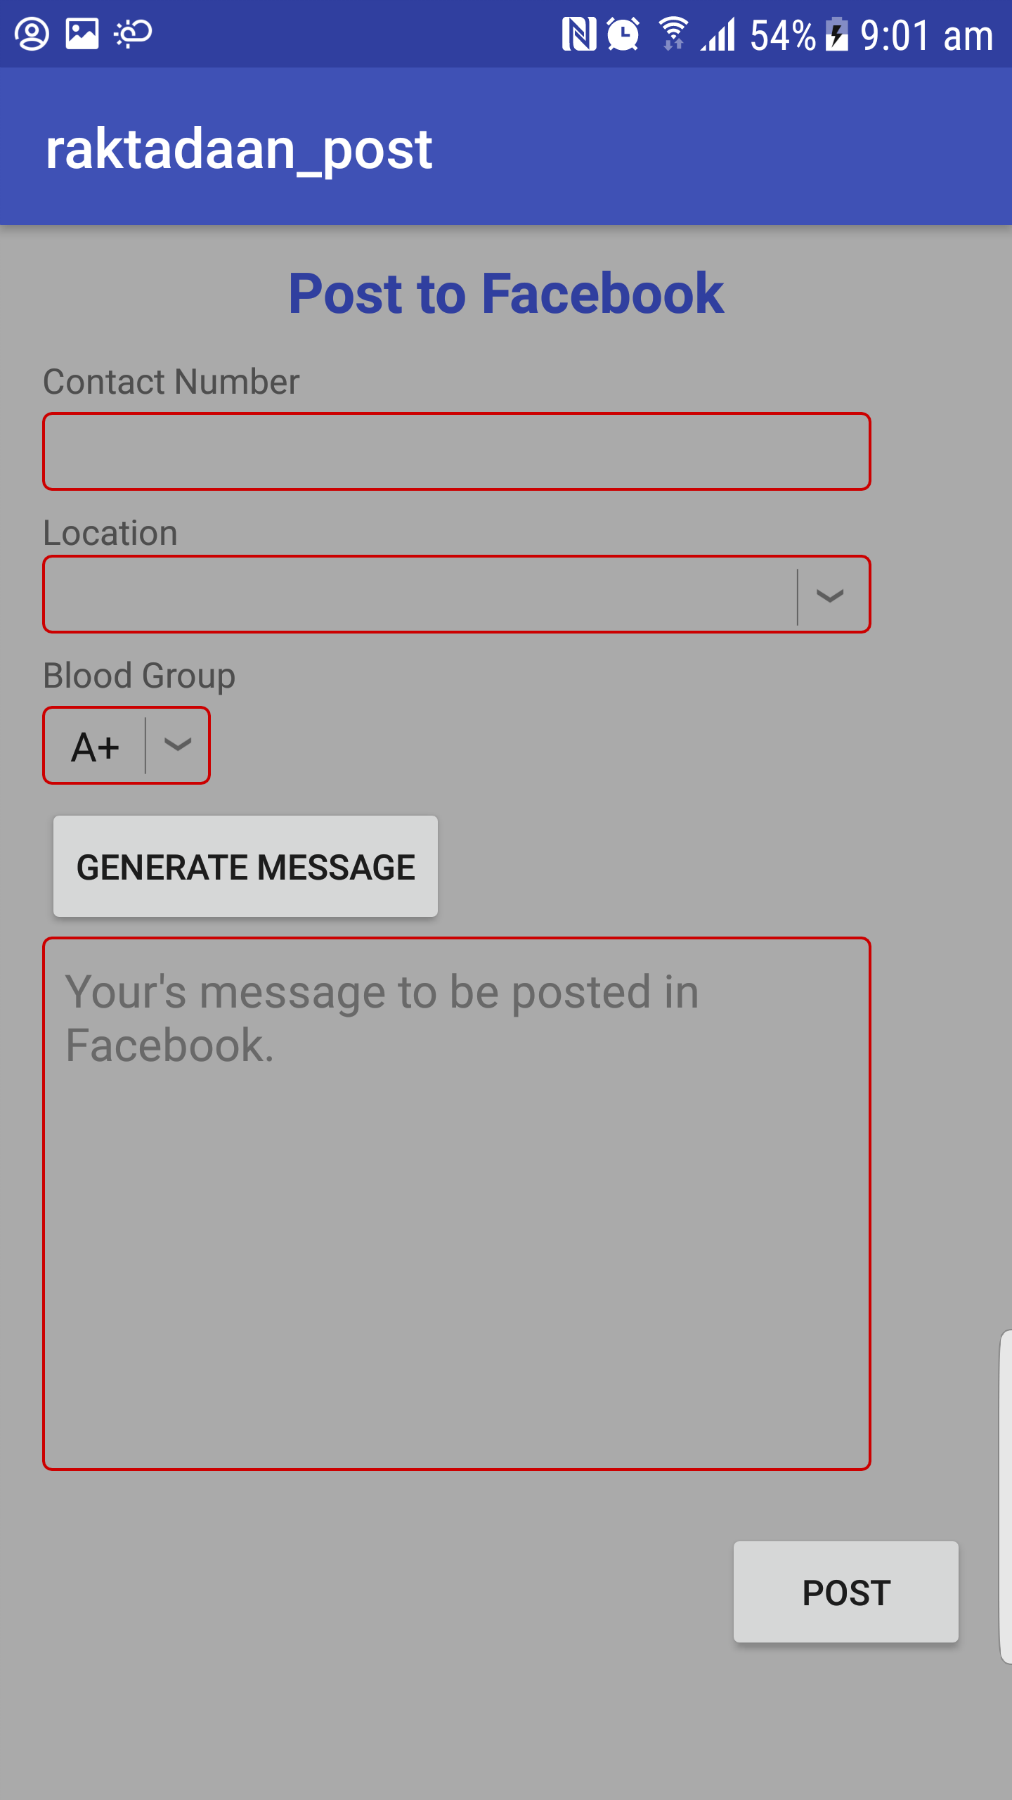 54% 9:01 am
raktadaan_post
Post to Facebook
Contact Number
Location
Blood Group
A+
GENERATE MESSAGE
Your's message to be posted in
Facebook.
POST